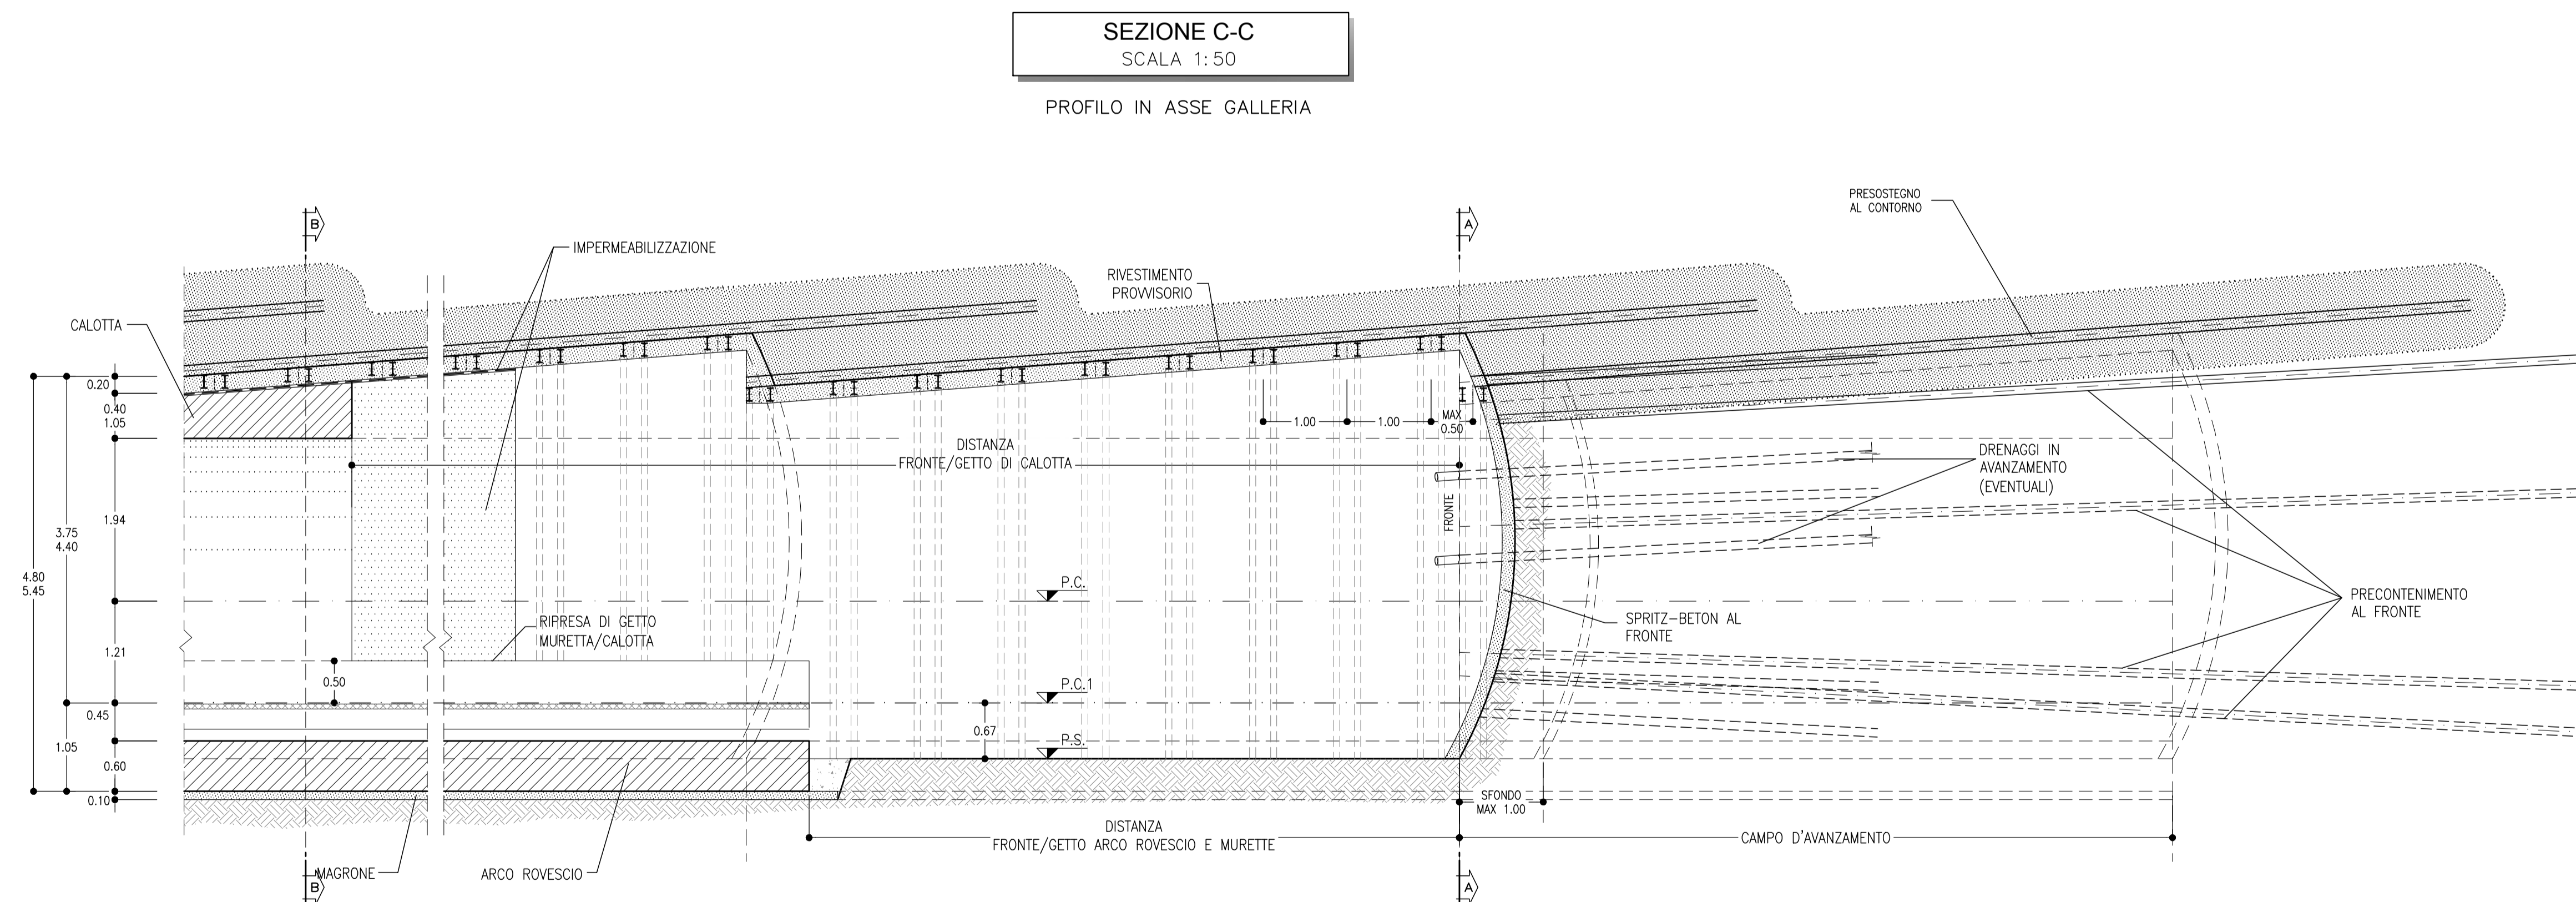 SEZIONE C-C
SCALA 1:50
PROFILO IN ASSE GALLERIA
PRESOSTEGNO
AL CONTORNO
B
A
IMPERMEABILIZZAZIONE
RIVESTIMENTO
PROVVISORIO
CALOTTA
0.20
0.40
1.05
1.00
1.00
MAX
0.50
DISTANZA
FRONTE/GETTO DI CALOTTA
DRENAGGI IN
AVANZAMENTO
(EVENTUALI)
FRONTE
1.94
3.75
4.40
4.80
5.45
P.C.
PRECONTENIMENTO
AL FRONTE
RIPRESA DI GETTO
MURETTA/CALOTTA
SPRITZ-BETON AL
FRONTE
1.21
0.50
P.C.1
0.45
0.67
1.05
P.S.
0.60
0.10
SFONDO
MAX 1.00
DISTANZA
FRONTE/GETTO ARCO ROVESCIO E MURETTE
CAMPO D'AVANZAMENTO
MAGRONE
ARCO ROVESCIO
B
A